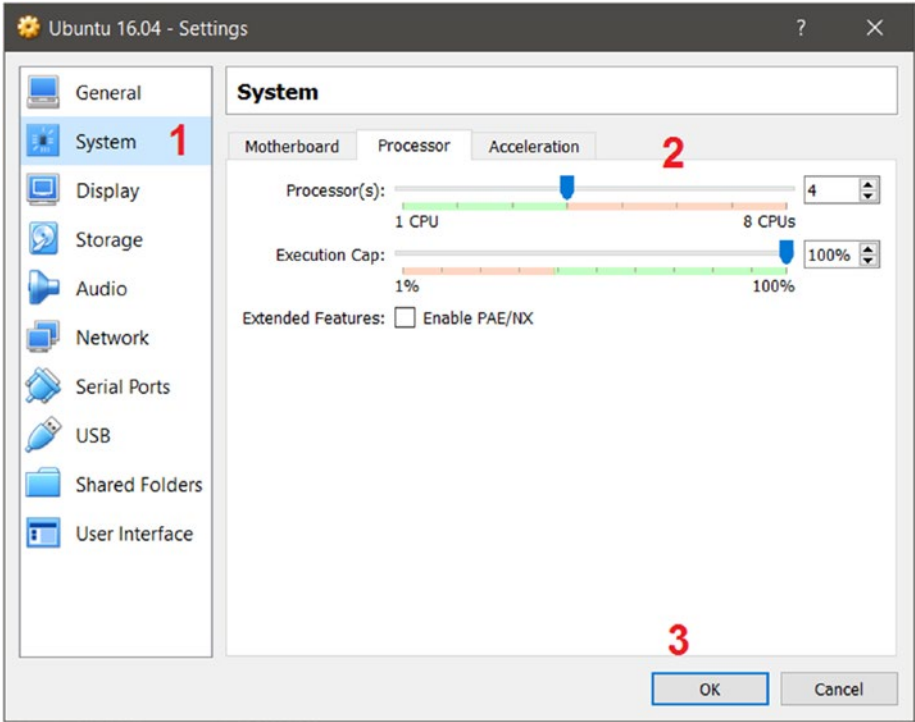 Ubuntu 16.04 - Settings ? ×
General
System 1
Display
Storage
Audio
Network
Serial Ports
USB
Shared Folders
User Interface
System
Motherboard Processor Acceleration
2
Processor(s): 4
1 CPU 8 CPUs
Execution Cap: 100%
1% 100%
Extended Features: Enable PAE/NX
3
OK Cancel